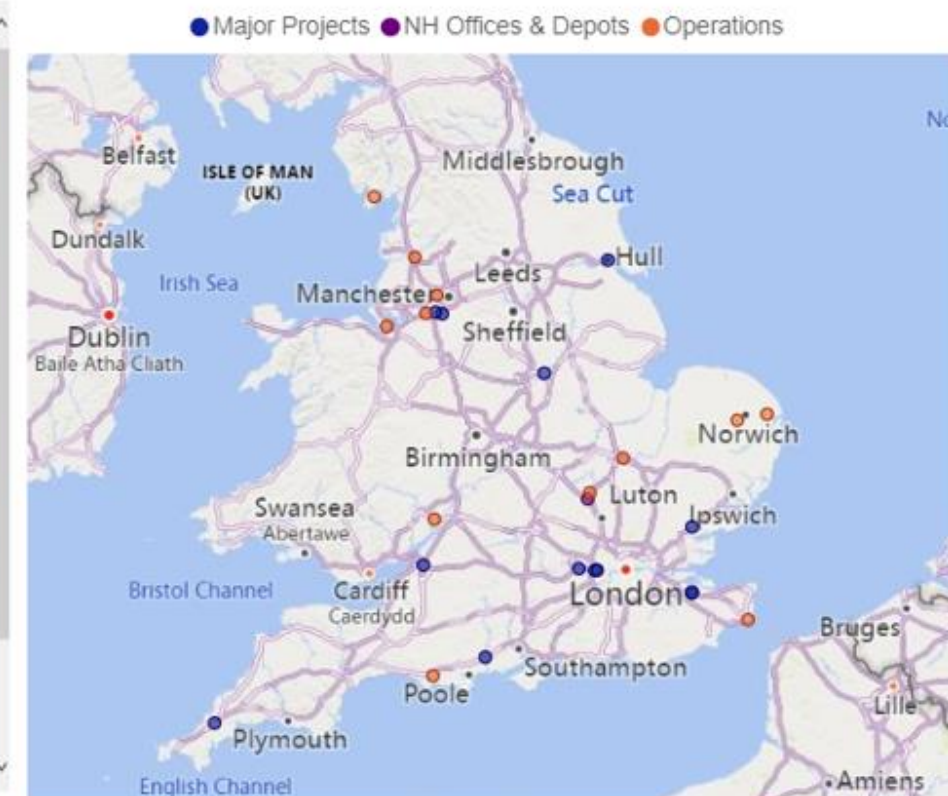 Major Projects NH Offices & Depots Operations
No
Belfast
Middlesbrough
ISLE OF MAN
(UK)
Sea Cut
Dundalk
Hull
Leeds
Irish Sea
Manchester
Sheffield
Dublin
Baile Atha Cliath
Norwich
Birmingham
Luton
Swansea
Abertawe
Ipswich
Bristol Channel
Cardiff
Caerdydd
London
Bruges
Southampton
Poole
Lille
Plymouth
English Channel
Amiens